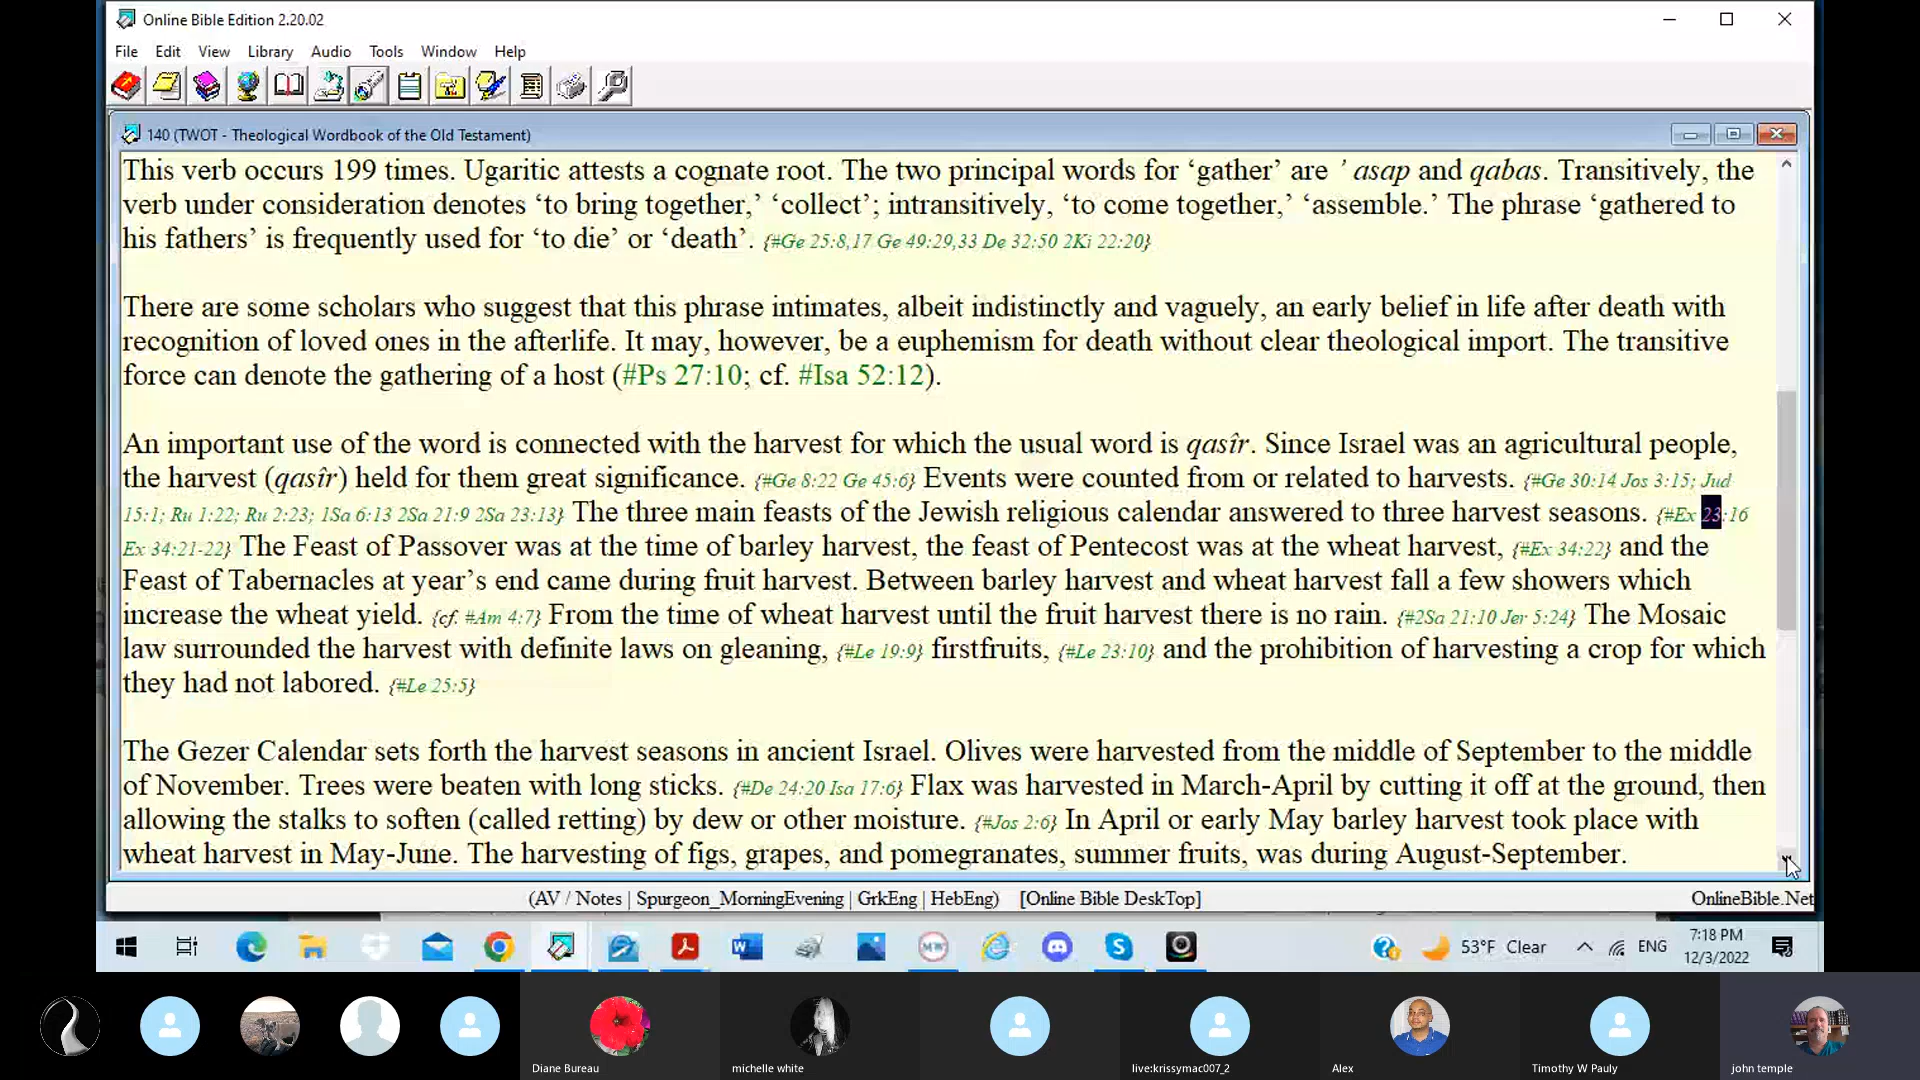 Online Bible Edition 2.20.02
File Edit View Library Audio Tools Window Help
140 (TWOT - Theological Wordbook of the Old Testament)
This verb occurs 199 times. Ugaritic attests a cognate root. The two principal words for ‘gather’ are ’ asap and qabas. Transitively, the
verb under consideration denotes ‘to bring together,’ ‘collect’; intransitively, ‘to come together,’ ‘assemble.’ The phrase ‘gathered to
his fathers’ is frequently used for ‘to die’ or ‘death’. {#Ge 25:8,17 Ge 49:29,33 De 32:50 2Ki 22:20}
There are some scholars who suggest that this phrase intimates, albeit indistinctly and vaguely, an early belief in life after death with
recognition of loved ones in the afterlife. It may, however, be a euphemism for death without clear theological import. The transitive
force can denote the gathering of a host (#Ps 27:10; cf. #Isa 52:12).
An important use of the word is connected with the harvest for which the usual word is qasîr. Since Israel was an agricultural people,
the harvest (qasîr) held for them great significance. {#Ge 8:22 Ge 45:6} Events were counted from or related to harvests. {#Ge 30:14 Jos 3:15; Jud
15:1; Ru 1:22; Ru 2:23; 1Sa 6:13 2Sa 21:9 2Sa 23:13} The three main feasts of the Jewish religious calendar answered to three harvest seasons. {#Ex 23:16
Ex 34:21-22} The Feast of Passover was at the time of barley harvest, the feast of Pentecost was at the wheat harvest, {#Ex 34:22} and the
Feast of Tabernacles at year’s end came during fruit harvest. Between barley harvest and wheat harvest fall a few showers which
increase the wheat yield. {cf. #Am 4:7} From the time of wheat harvest until the fruit harvest there is no rain. {#2Sa 21:10 Jer 5:24} The Mosaic
law surrounded the harvest with definite laws on gleaning, {#Le 19:9} firstfruits, {#Le 23:10} and the prohibition of harvesting a crop for which
they had not labored. {#Le 25:5}
The Gezer Calendar sets forth the harvest seasons in ancient Israel. Olives were harvested from the middle of September to the middle
of November. Trees were beaten with long sticks. {#De 24:20 Isa 17:6} Flax was harvested in March-April by cutting it off at the ground, then
allowing the stalks to soften (called retting) by dew or other moisture. {#Jos 2:6} In April or early May barley harvest took place with
wheat harvest in May-June. The harvesting of figs, grapes, and pomegranates, summer fruits, was during August-September.
(AV / Notes | Spurgeon_MorningEvening | GrkEng | HebEng) [Online Bible DeskTop] OnlineBible.Net
53°F Clear ENG 7:18 PM
12/3/2022
Diane Bureau michelle white live:krissymac007_2 Alex Timothy W Pauly john temple